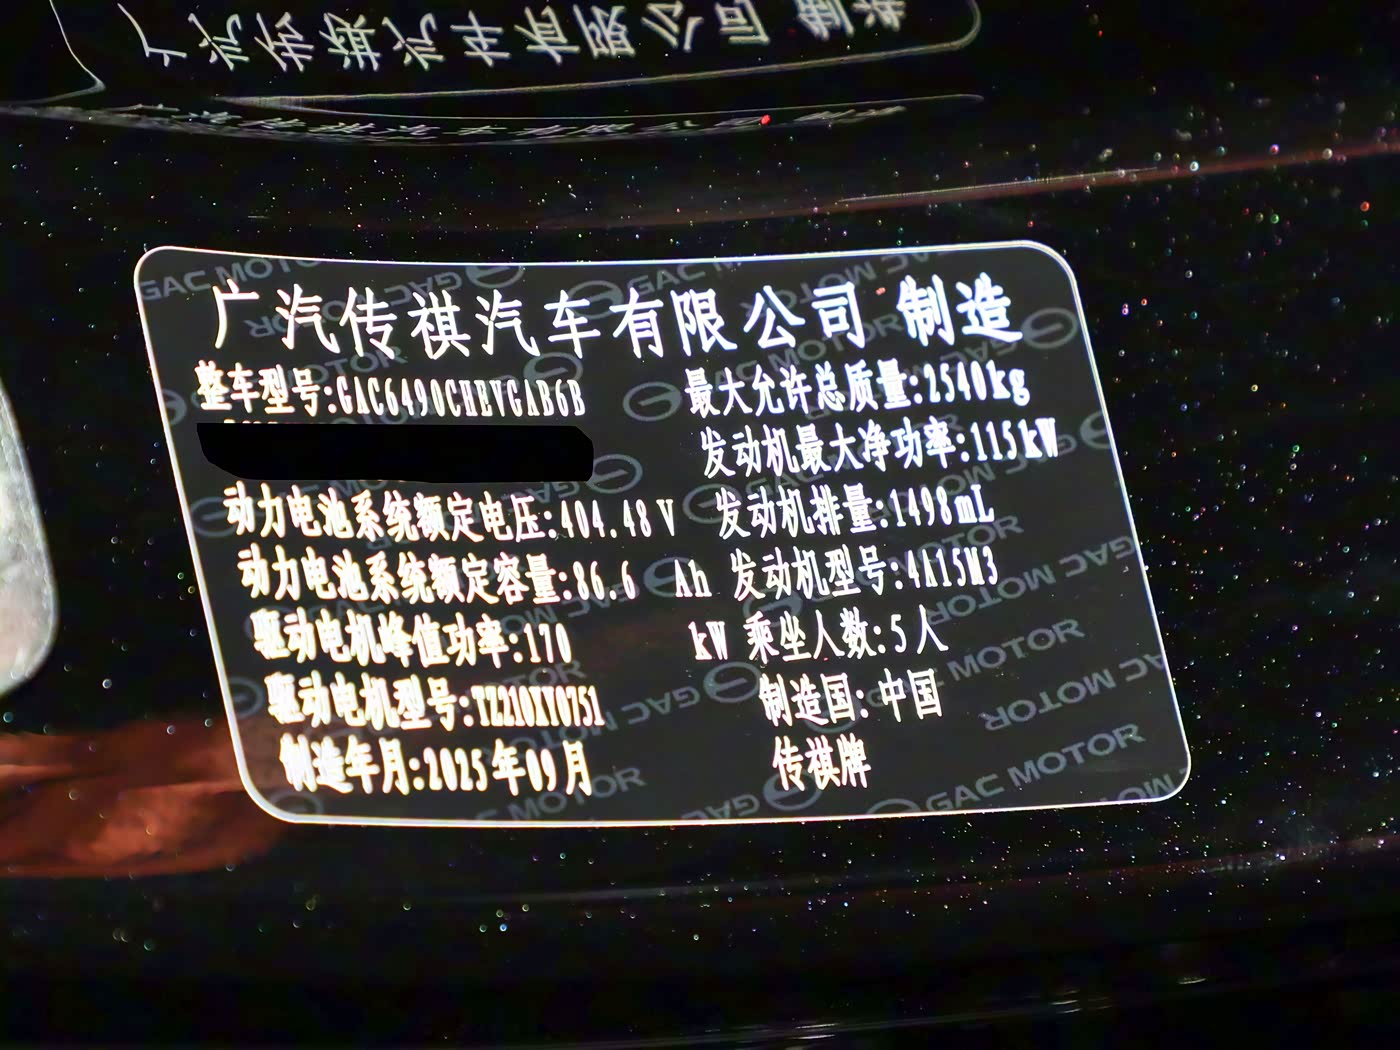 广汽传祺汽车有限公司 制造
整车型号:GAC6490CHEVGAB6B 最大允许总质量:2540kg
发动机最大净功率:115kW
动力电池系统额定电压:404.48 V 发动机排量:1498mL
动力电池系统额定容量:86.6 Ah 发动机型号:4A15M3
驱动电机峰值功率:170 kW 乘坐人数:5人
驱动电机型号:TZ210XY0751 制造国:中国
制造年月:2025年09月 传祺牌
GAC MOTOR